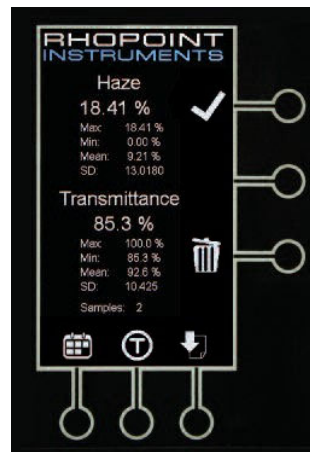 RHOPOINT
INSTRUMENTS
Haze
18.41 %
Max: 18.41 %
Min: 0.00 %
Mean: 9.21 %
SD: 13.0180
Transmittance
85.3 %
Max: 100.0 %
Min: 85.3 %
Mean: 92.6 %
SD: 10.425
Samples: 2
T